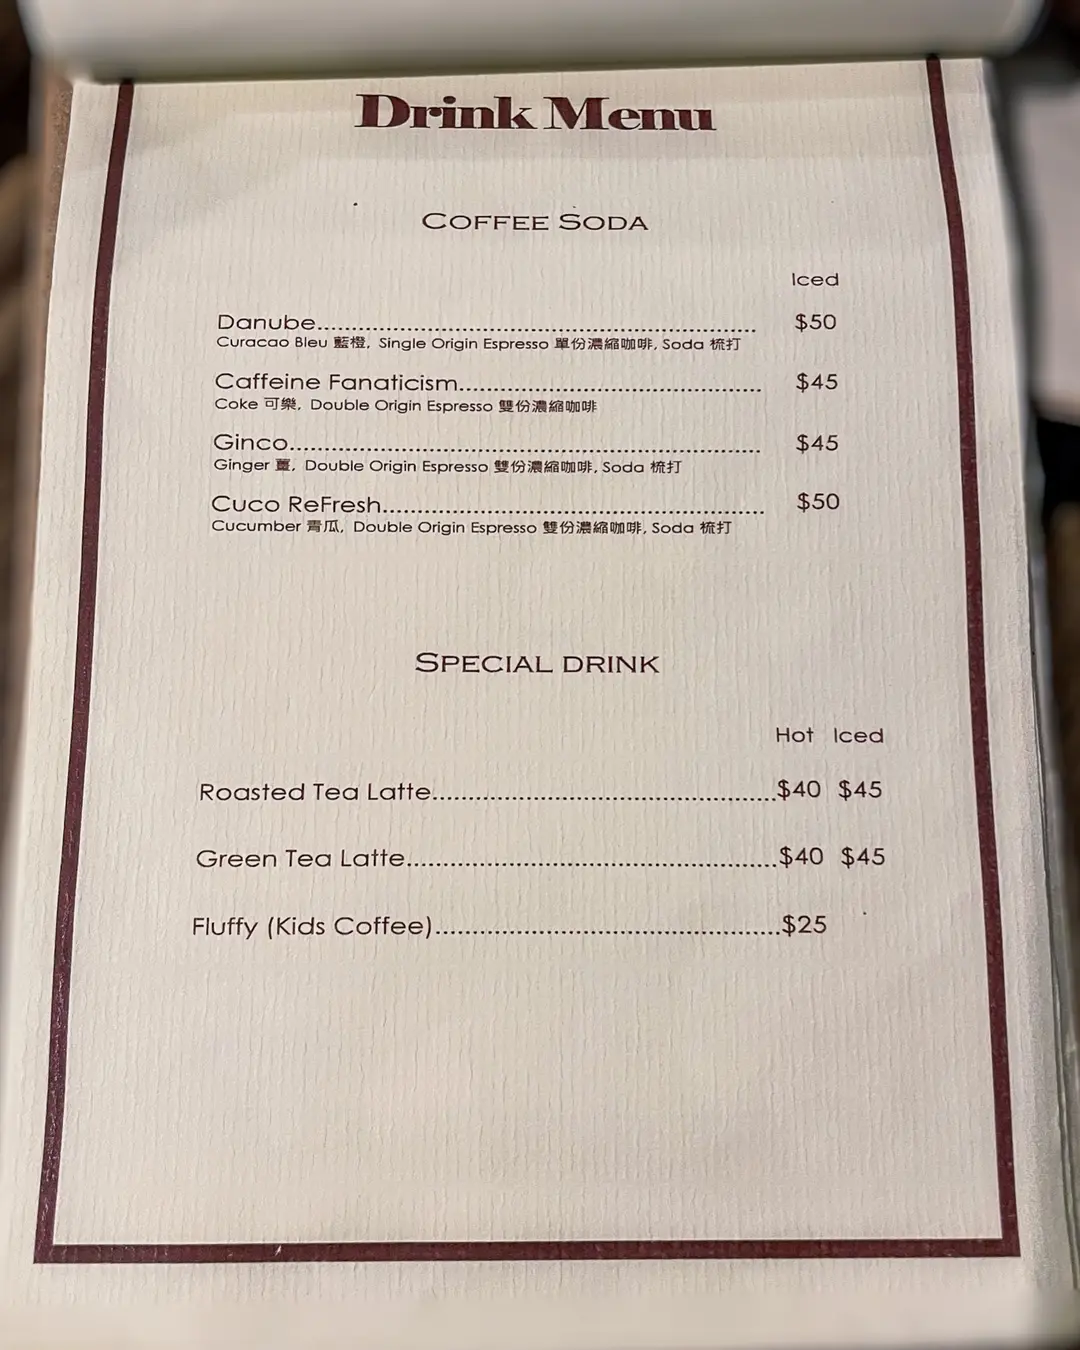 Drink Menu
COFFEE SODA
Iced
Danube.......................................................... $50
Curacao Bleu 藍橙, Single Origin Espresso 單份濃縮咖啡, Soda 梳打
Caffeine Fanaticism........................................ $45
Coke 可樂, Double Origin Espresso 雙份濃縮咖啡
Ginco............................................................. $45
Ginger 薑, Double Origin Espresso 雙份濃縮咖啡, Soda 梳打
Cuco ReFresh.................................................. $50
Cucumber 青瓜, Double Origin Espresso 雙份濃縮咖啡, Soda 梳打
SPECIAL DRINK
Hot Iced
Roasted Tea Latte..............................................$40 $45
Green Tea Latte.................................................$40 $45
Fluffy (Kids Coffee)..............................................$25